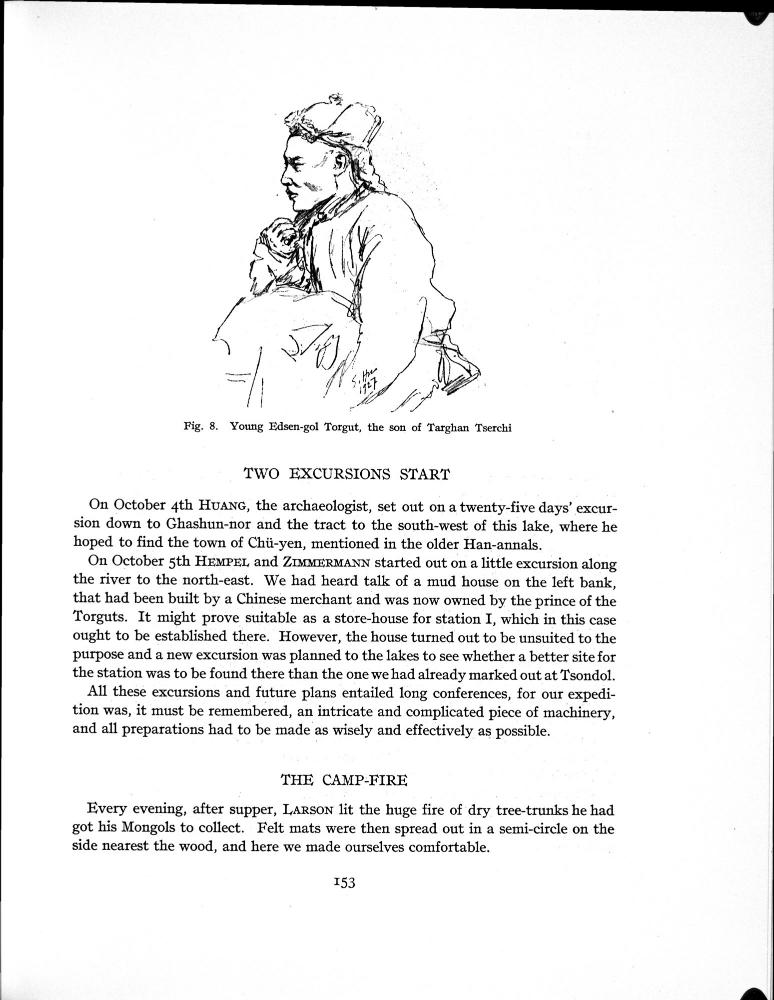 S. Hn
1927
Fig. 8. Young Edsen-gol Torgut, the son of Targhan Tserchi
TWO EXCURSIONS START
On October 4th HUANG, the archaeologist, set out on a twenty-five days' excur-
sion down to Ghashun-nor and the tract to the south-west of this lake, where he
hoped to find the town of Chü-yen, mentioned in the older Han-annals.
On October 5th HEMPEL and ZIMMERMANN started out on a little excursion along
the river to the north-east. We had heard talk of a mud house on the left bank,
that had been built by a Chinese merchant and was now owned by the prince of the
Torguts. It might prove suitable as a store-house for station I, which in this case
ought to be established there. However, the house turned out to be unsuited to the
purpose and a new excursion was planned to the lakes to see whether a better site for
the station was to be found there than the one we had already marked out at Tsondol.
All these excursions and future plans entailed long conferences, for our expedi-
tion was, it must be remembered, an intricate and complicated piece of machinery,
and all preparations had to be made as wisely and effectively as possible.
THE CAMP-FIRE
Every evening, after supper, LARSON lit the huge fire of dry tree-trunks he had
got his Mongols to collect. Felt mats were then spread out in a semi-circle on the
side nearest the wood, and here we made ourselves comfortable.
153